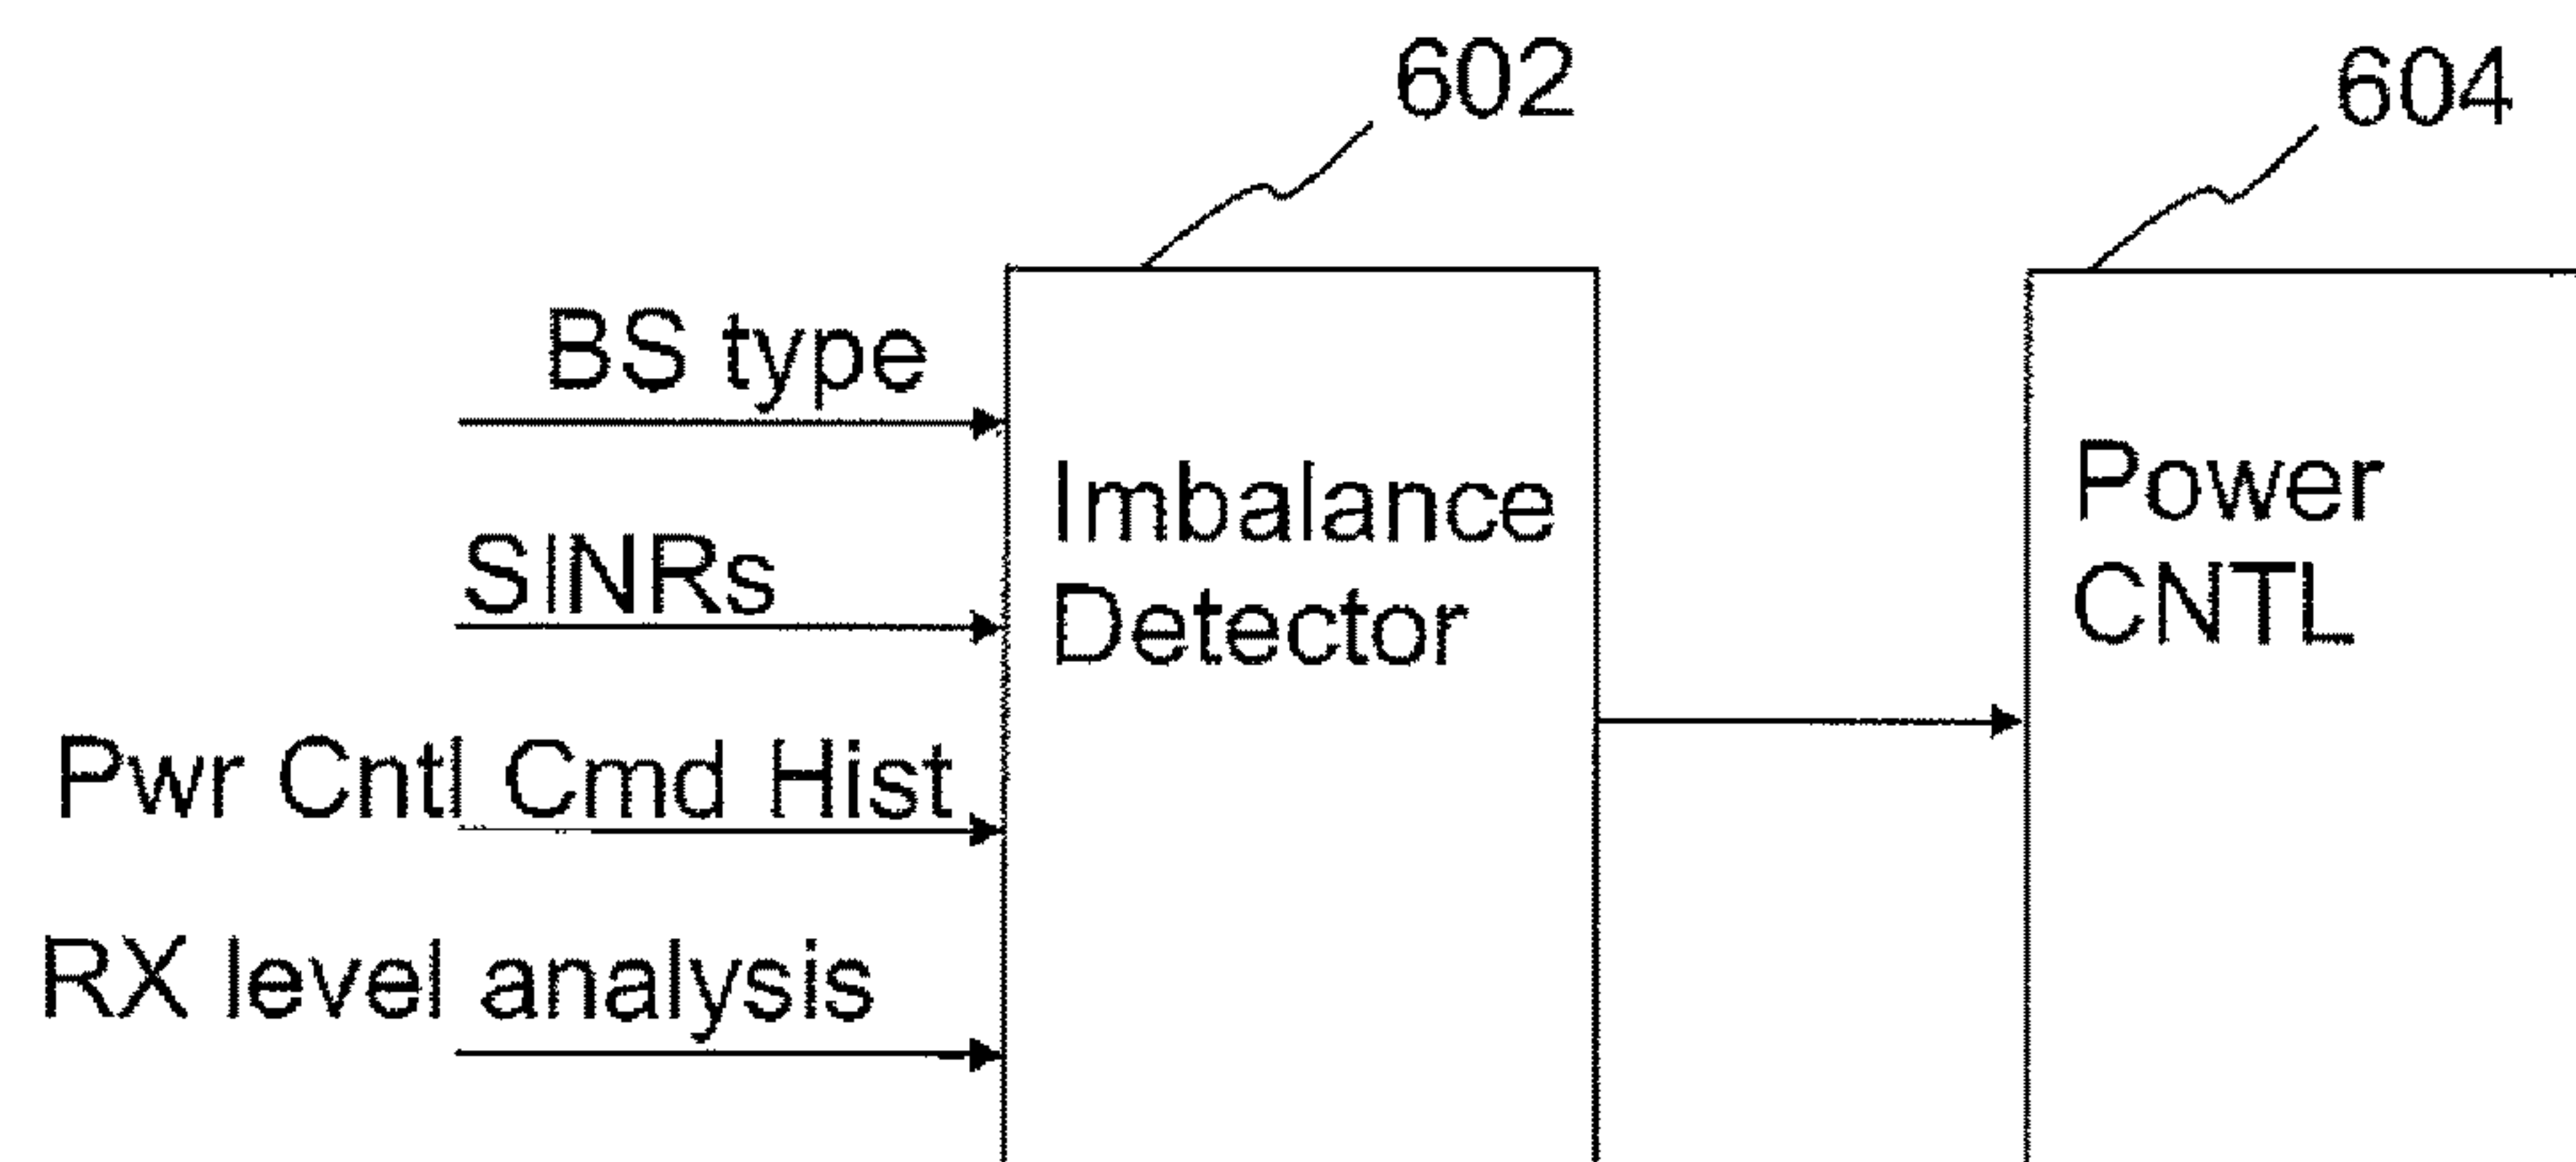 602
604
BS type
SINRs
Pwr Cntl Cmd Hist
RX level analysis
Imbalance
Detector
Power
CNTL